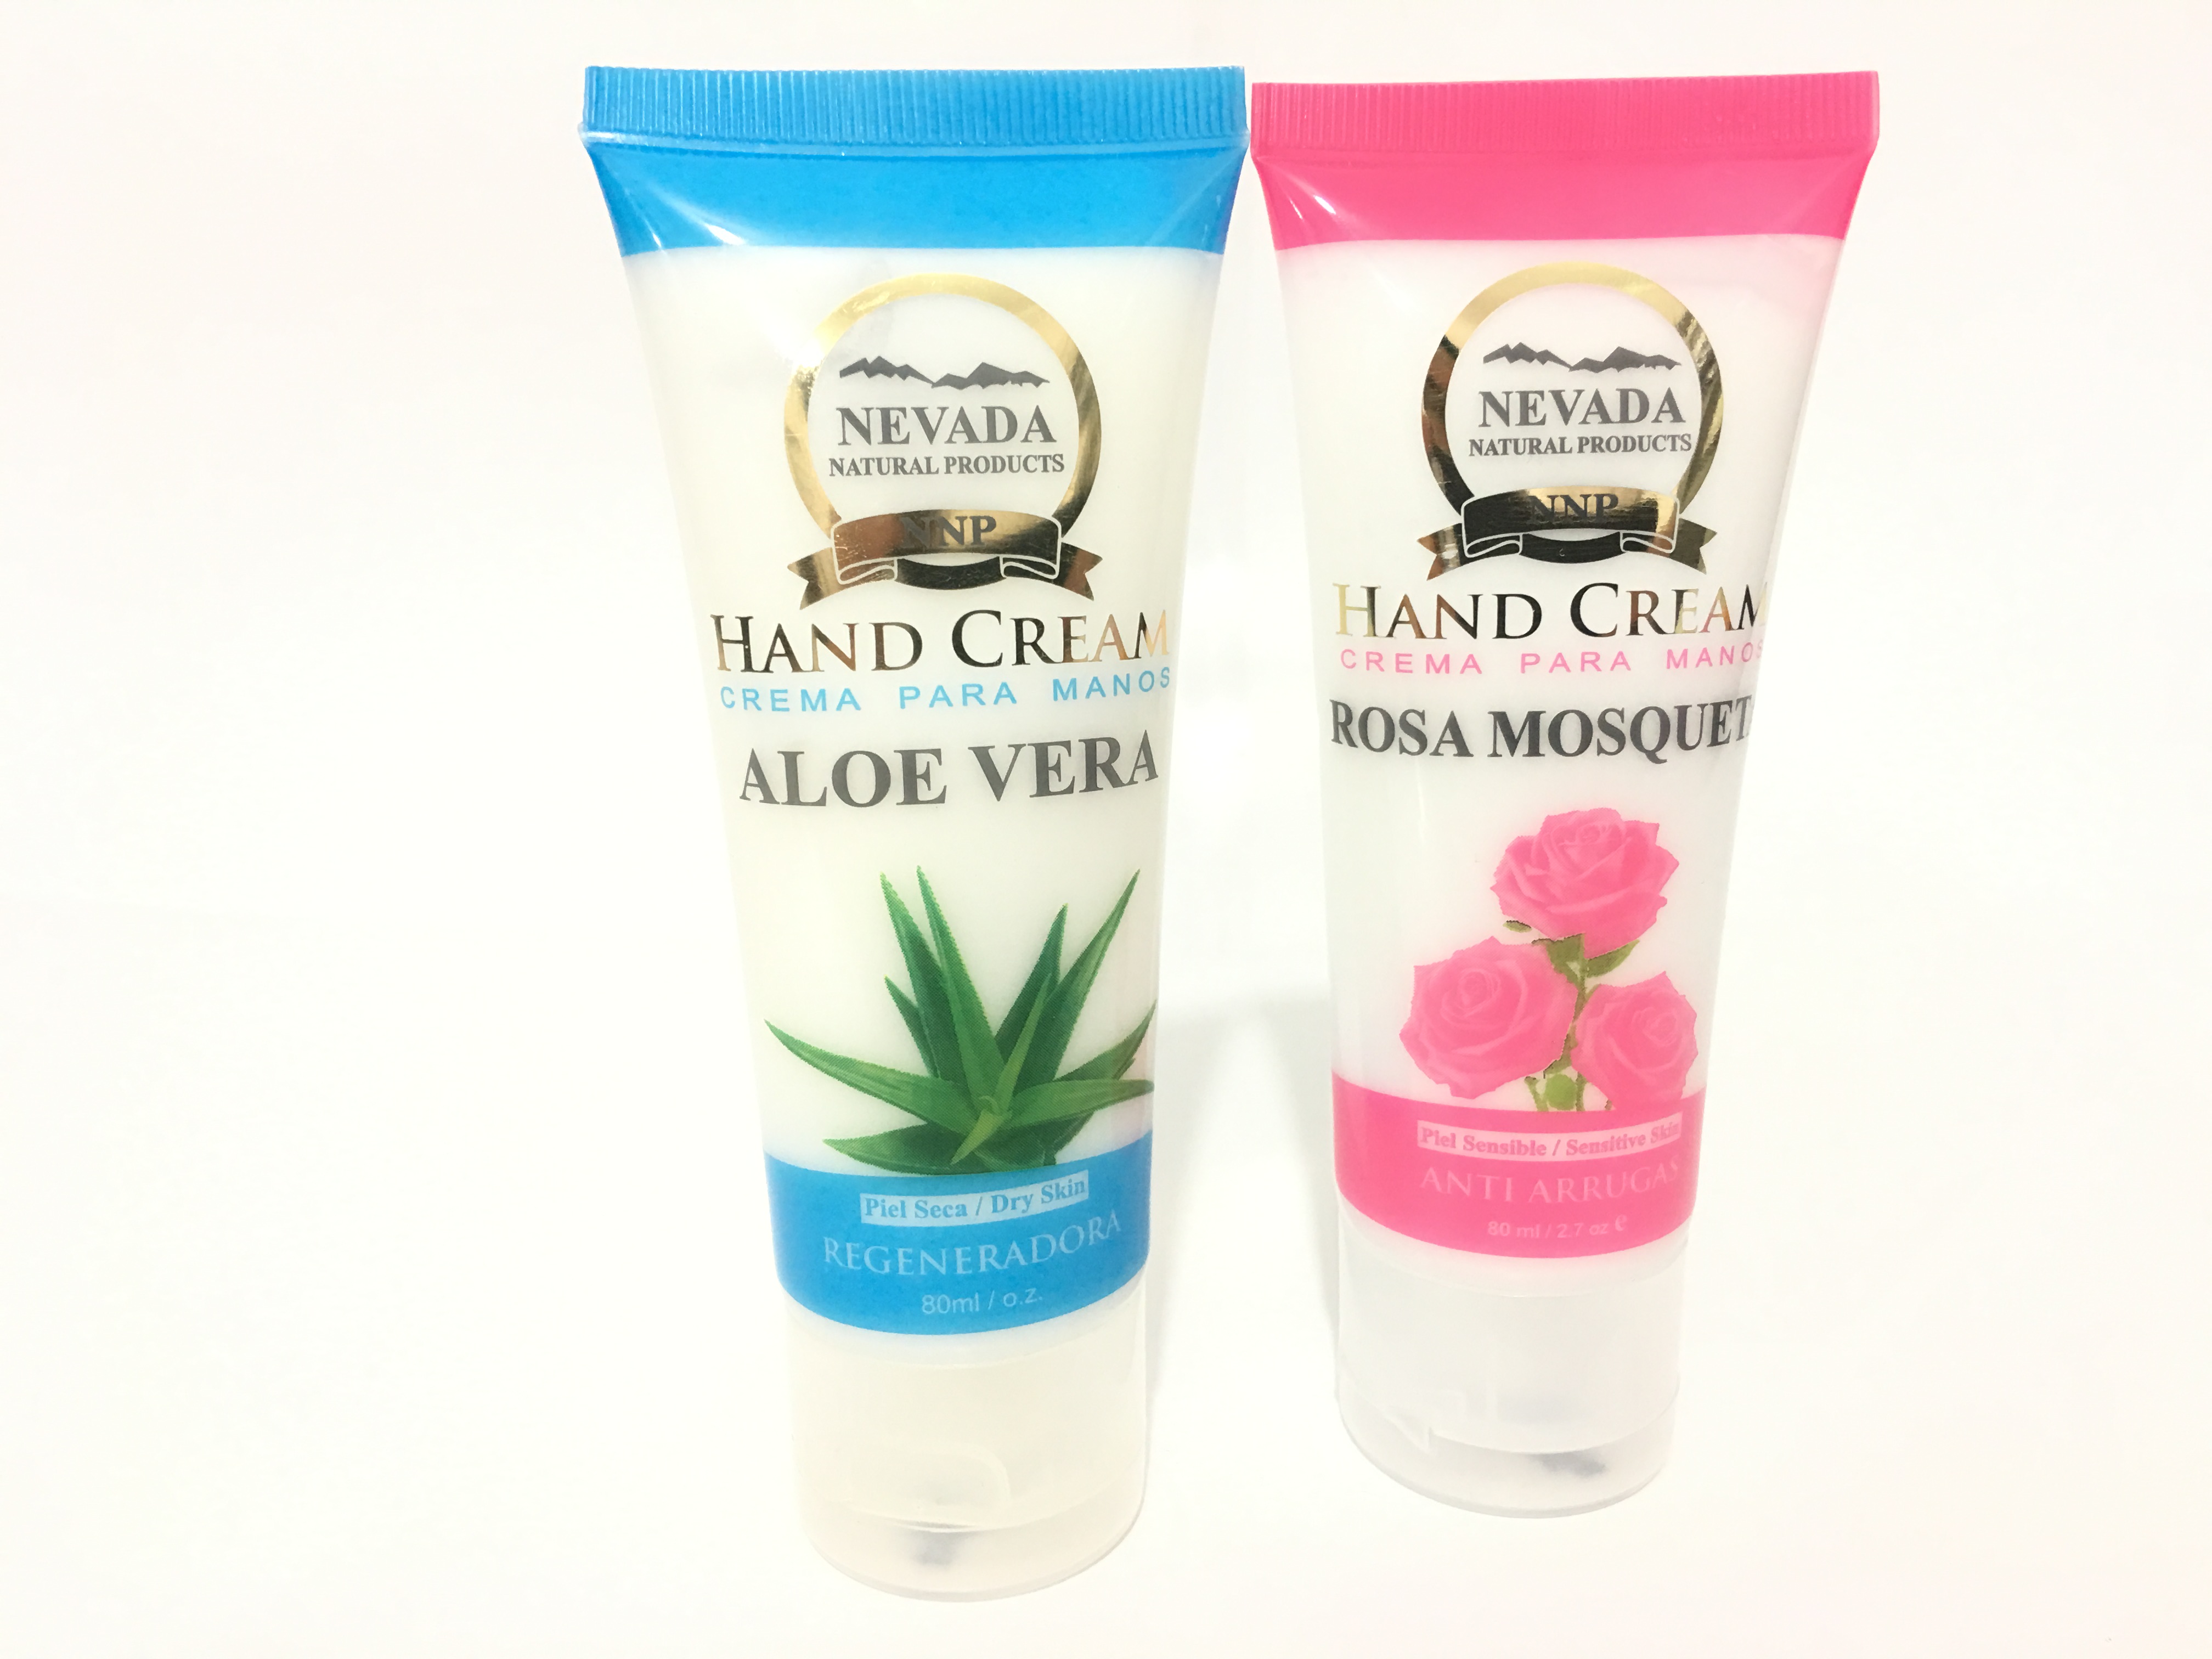 NEVADA
NATURAL PRODUCTS
NNP
HAND CREAM
CREMA PARA MANOS
ALOE VERA
Piel Seca / Dry Skin
REGENERADORA
80ml / o.z.
NEVADA
NATURAL PRODUCTS
NNP
HAND CREAM
CREMA PARA MANOS
ROSA MOSQUET
Piel Sensible / Sensitive Skin
ANTI ARRUGAS
80 ml / 2.7 oz e